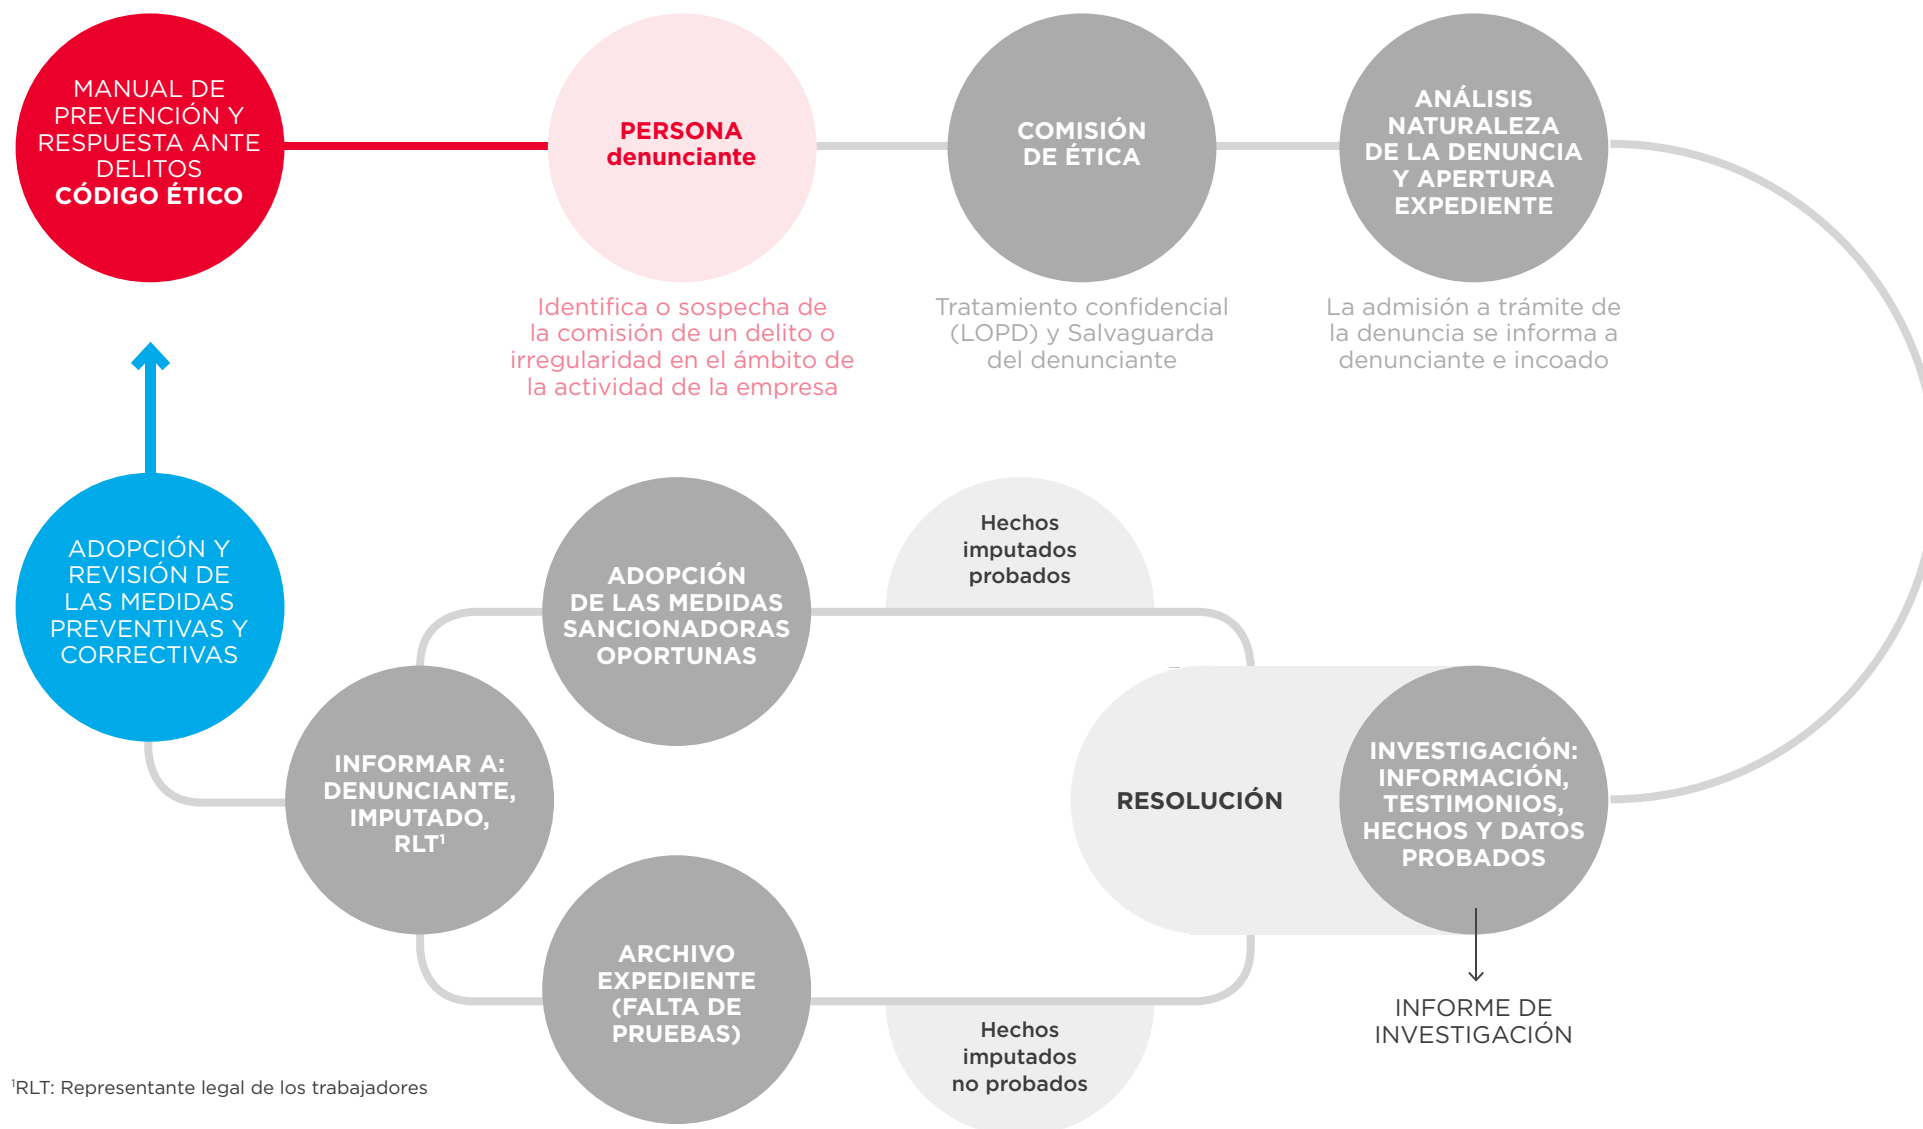 MANUAL DE
PREVENCIÓN Y
RESPUESTA ANTE
DELITOS
CÓDIGO ÉTICO
PERSONA
denunciante
Identifica o sospecha de
la comisión de un delito o
irregularidad en el ámbito de
la actividad de la empresa
COMISIÓN
DE ÉTICA
Tratamiento confidencial
(LOPD) y Salvaguarda
del denunciante
ANÁLISIS
NATURALEZA
DE LA DENUNCIA
Y APERTURA
EXPEDIENTE
La admisión a trámite de
la denuncia se informa a
denunciante e incoado
INVESTIGACIÓN:
INFORMACIÓN,
TESTIMONIOS,
HECHOS Y DATOS
PROBADOS
INFORME DE
INVESTIGACIÓN
RESOLUCIÓN
Hechos
imputados
probados
ADOPCIÓN
DE LAS MEDIDAS
SANCIONADORAS
OPORTUNAS
Hechos
imputados
no probados
ARCHIVO
EXPEDIENTE
(FALTA DE
PRUEBAS)
INFORMAR A:
DENUNCIANTE,
IMPUTADO,
RLT¹
ADOPCIÓN Y
REVISIÓN DE
LAS MEDIDAS
PREVENTIVAS Y
CORRECTIVAS
¹RLT: Representante legal de los trabajadores